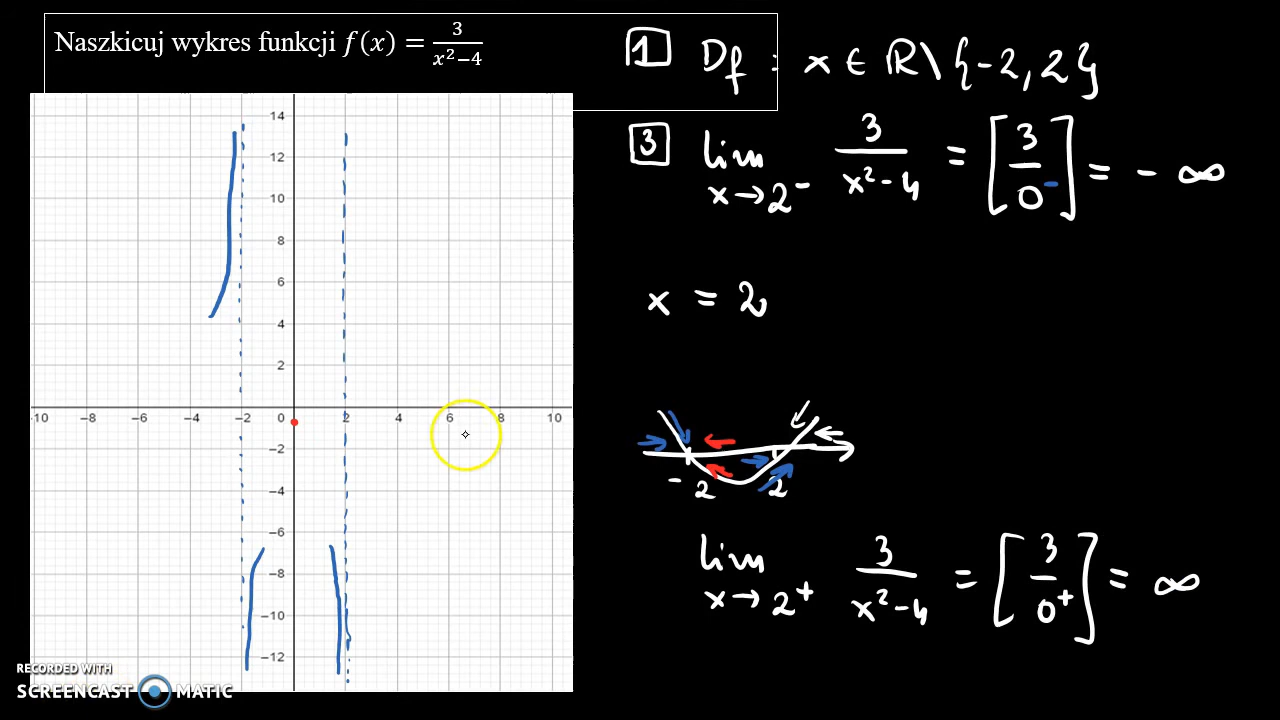 Naszkicuj wykres funkcji f(x) = 3/(x²−4)
1 Df : x ∈ ℝ \ {-2, 2}
3 lim x→2⁻ 3/(x²-4) = [3/0⁻] = -∞
x = 2
-2 2
lim x→2⁺ 3/(x²-4) = [3/0⁺] = ∞
14
12
10
8
6
4
2
-10 −8 −6 −4 −2 0 2 4 6 8 10
−2
−4
−6
−8
−10
−12
RECORDED WITH
SCREENCAST MATIC